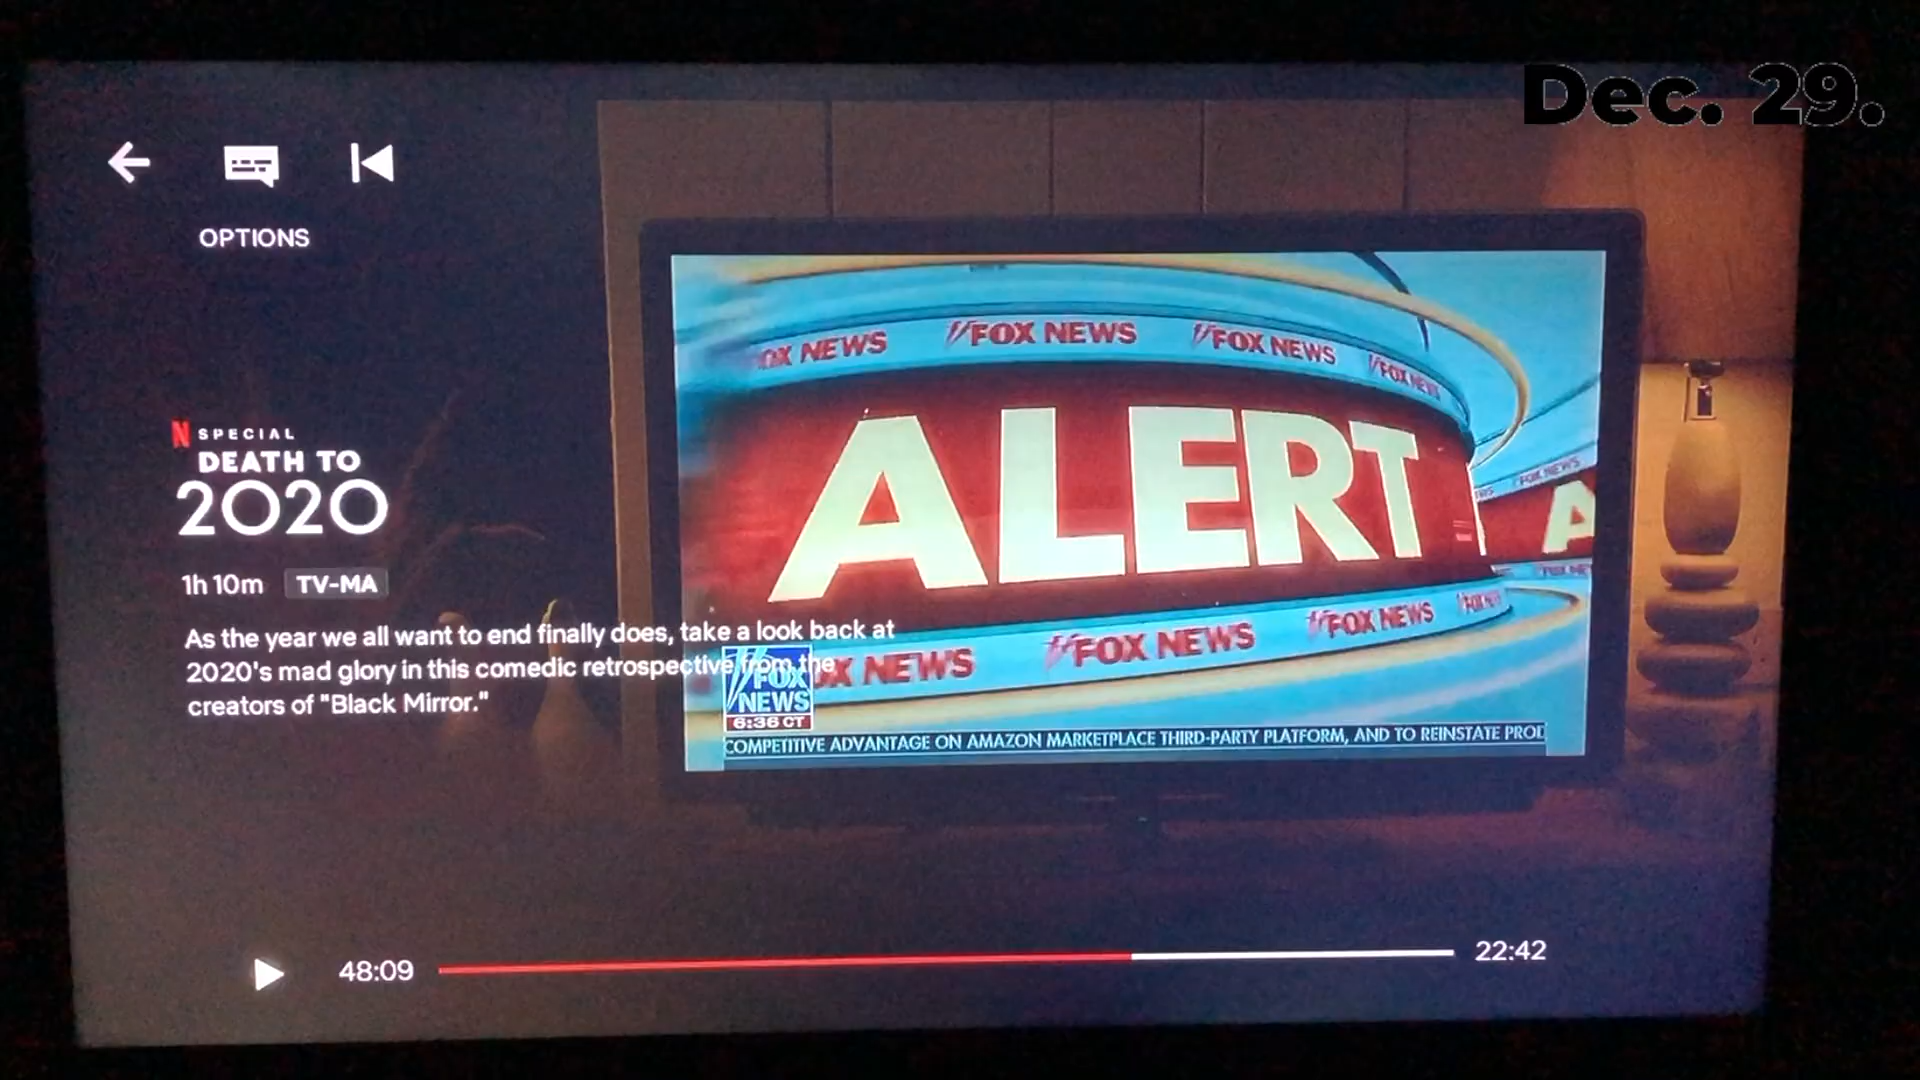 Dec. 29.
OPTIONS
FOX NEWS
FOX NEWS
FOX NEWS
ALERT
N SPECIAL
DEATH TO
2020
1h 10m TV-MA
As the year we all want to end finally does, take a look back at
2020's mad glory in this comedic retrospective from the
creators of "Black Mirror."
FOX NEWS
FOX NEWS
FOX NEWS
FOX
NEWS
6:36 CT
COMPETITIVE ADVANTAGE ON AMAZON MARKETPLACE THIRD-PARTY PLATFORM, AND TO REINSTATE PROD
48:09
22:42